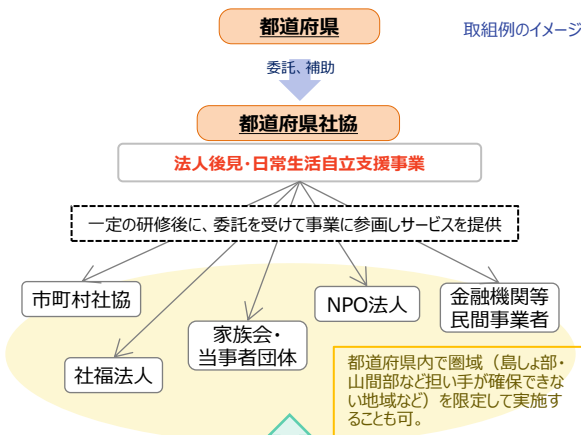 都道府県
取組例のイメージ
委託、補助
都道府県社協
法人後見・日常生活自立支援事業
一定の研修後に、委託を受けて事業に参画しサービスを提供
市町村社協
社福法人
家族会・
当事者団体
NPO法人
金融機関等
民間事業者
都道府県内で圏域（島しょ部・
山間部など担い手が確保できな
い地域など）を限定して実施す
ることも可。